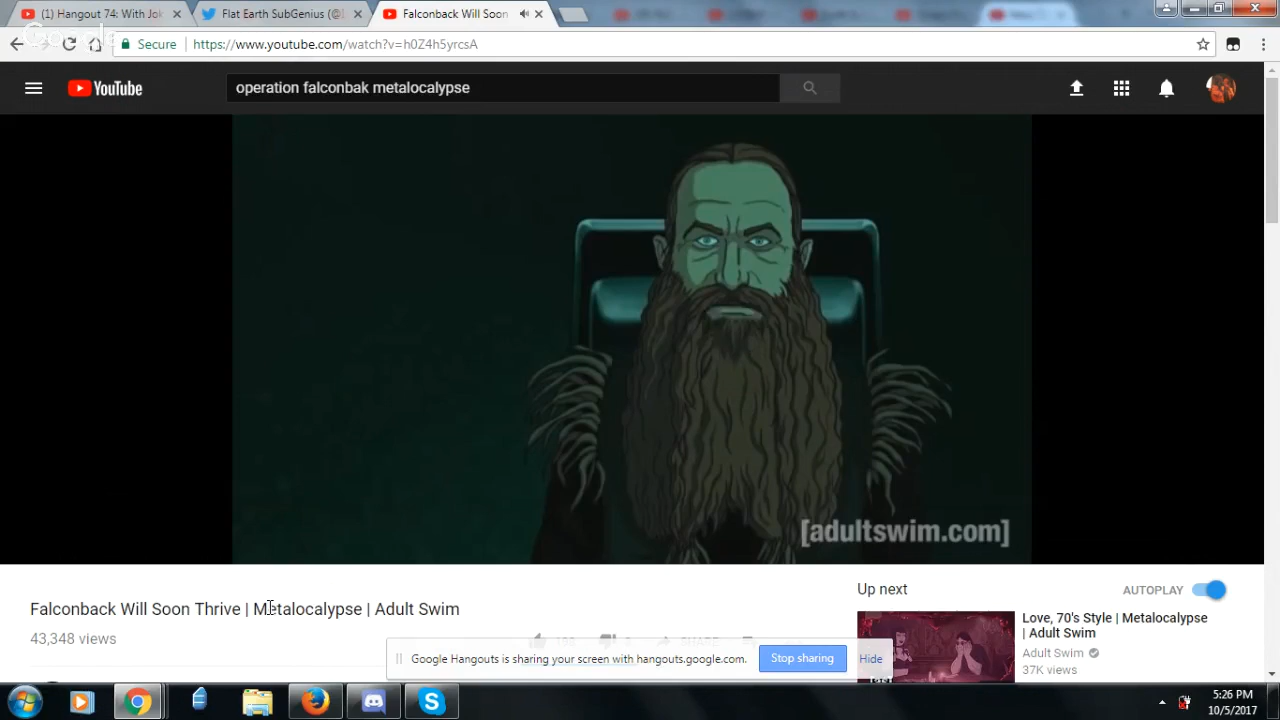 (1) Hangout 74: With Jok
Flat Earth SubGenius (@
Falconback Will Soon
Google
Secure
https://www.youtube.com/watch?v=h0Z4h5yrcsA
YouTube
operation falconbak metalocalypse
[adultswim.com]
Falconback Will Soon Thrive | Metalocalypse | Adult Swim
43,348 views
SHARE
Up next
AUTOPLAY
Love, 70's Style | Metalocalypse
| Adult Swim
Adult Swim
37K views
Google Hangouts is sharing your screen with hangouts.google.com.
Stop sharing
Hide
5:26 PM
10/5/2017